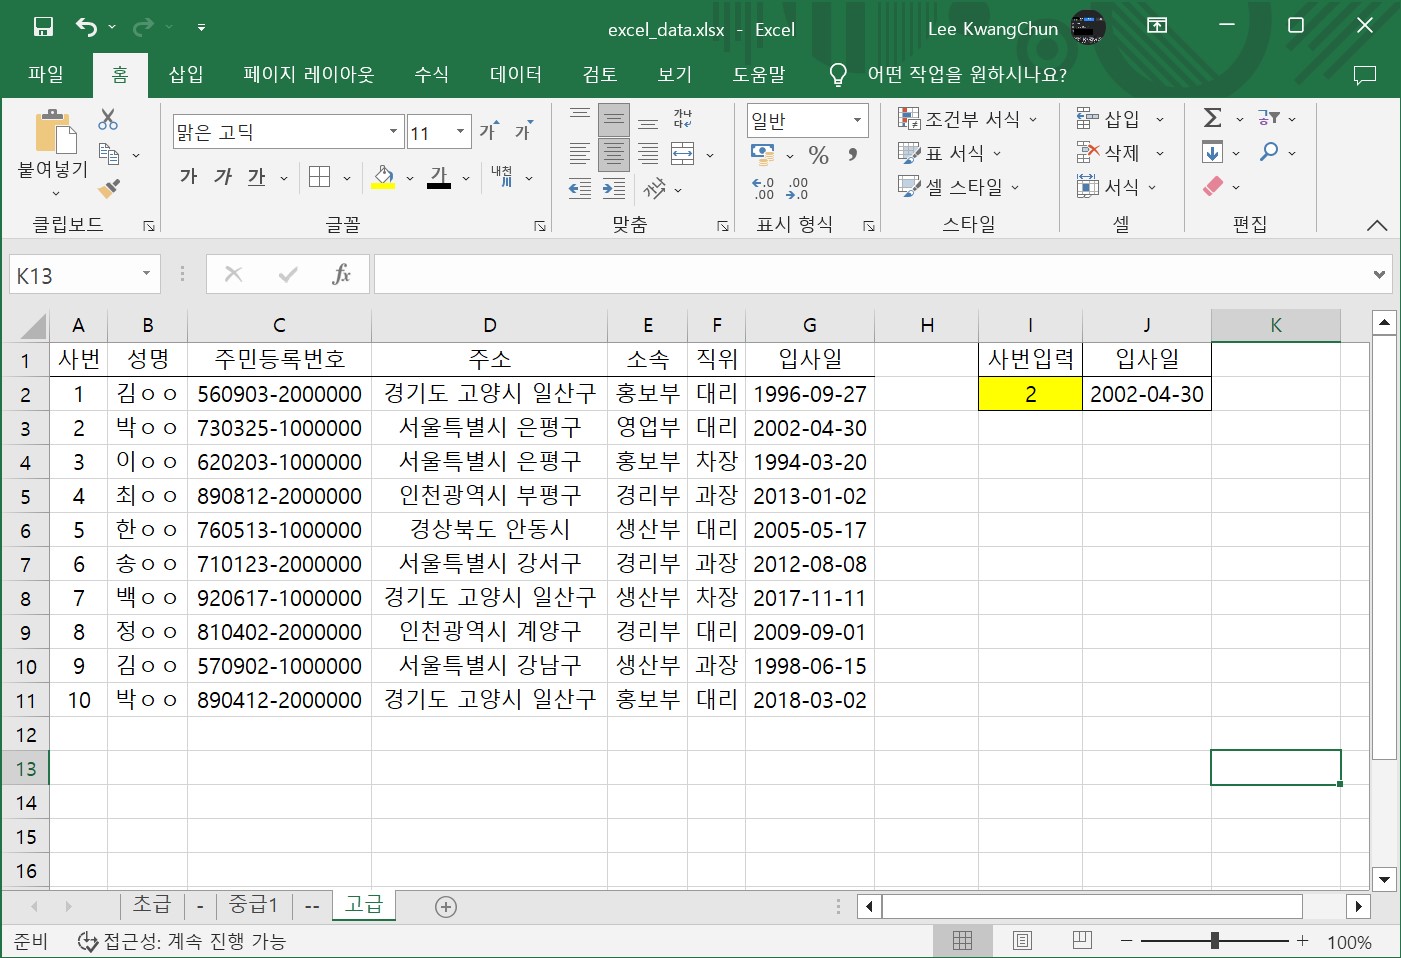 excel_data.xlsx - Excel
Lee KwangChun
파일 홈 삽입 페이지 레이아웃 수식 데이터 검토 보기 도움말 어떤 작업을 원하시나요?
붙여넣기
클립보드
맑은 고딕 11 가 가
가 가 가 가 내천 川
글꼴
가나 다
맞춤
일반
% ,
←.0 .00 .00 →.0
표시 형식
조건부 서식
표 서식
셀 스타일
스타일
삽입
삭제
서식
셀
Σ
편집
K13 fx
A B C D E F G H I J K
1 사번 성명 주민등록번호 주소 소속 직위 입사일 사번입력 입사일
2 1 김ㅇㅇ 560903-2000000 경기도 고양시 일산구 홍보부 대리 1996-09-27 2 2002-04-30
3 2 박ㅇㅇ 730325-1000000 서울특별시 은평구 영업부 대리 2002-04-30
4 3 이ㅇㅇ 620203-1000000 서울특별시 은평구 홍보부 차장 1994-03-20
5 4 최ㅇㅇ 890812-2000000 인천광역시 부평구 경리부 과장 2013-01-02
6 5 한ㅇㅇ 760513-1000000 경상북도 안동시 생산부 대리 2005-05-17
7 6 송ㅇㅇ 710123-2000000 서울특별시 강서구 경리부 과장 2012-08-08
8 7 백ㅇㅇ 920617-1000000 경기도 고양시 일산구 생산부 차장 2017-11-11
9 8 정ㅇㅇ 810402-2000000 인천광역시 계양구 경리부 대리 2009-09-01
10 9 김ㅇㅇ 570902-1000000 서울특별시 강남구 생산부 과장 1998-06-15
11 10 박ㅇㅇ 890412-2000000 경기도 고양시 일산구 홍보부 대리 2018-03-02
12
13
14
15
16
초급 - 중급1 -- 고급
준비 접근성: 계속 진행 가능 100%